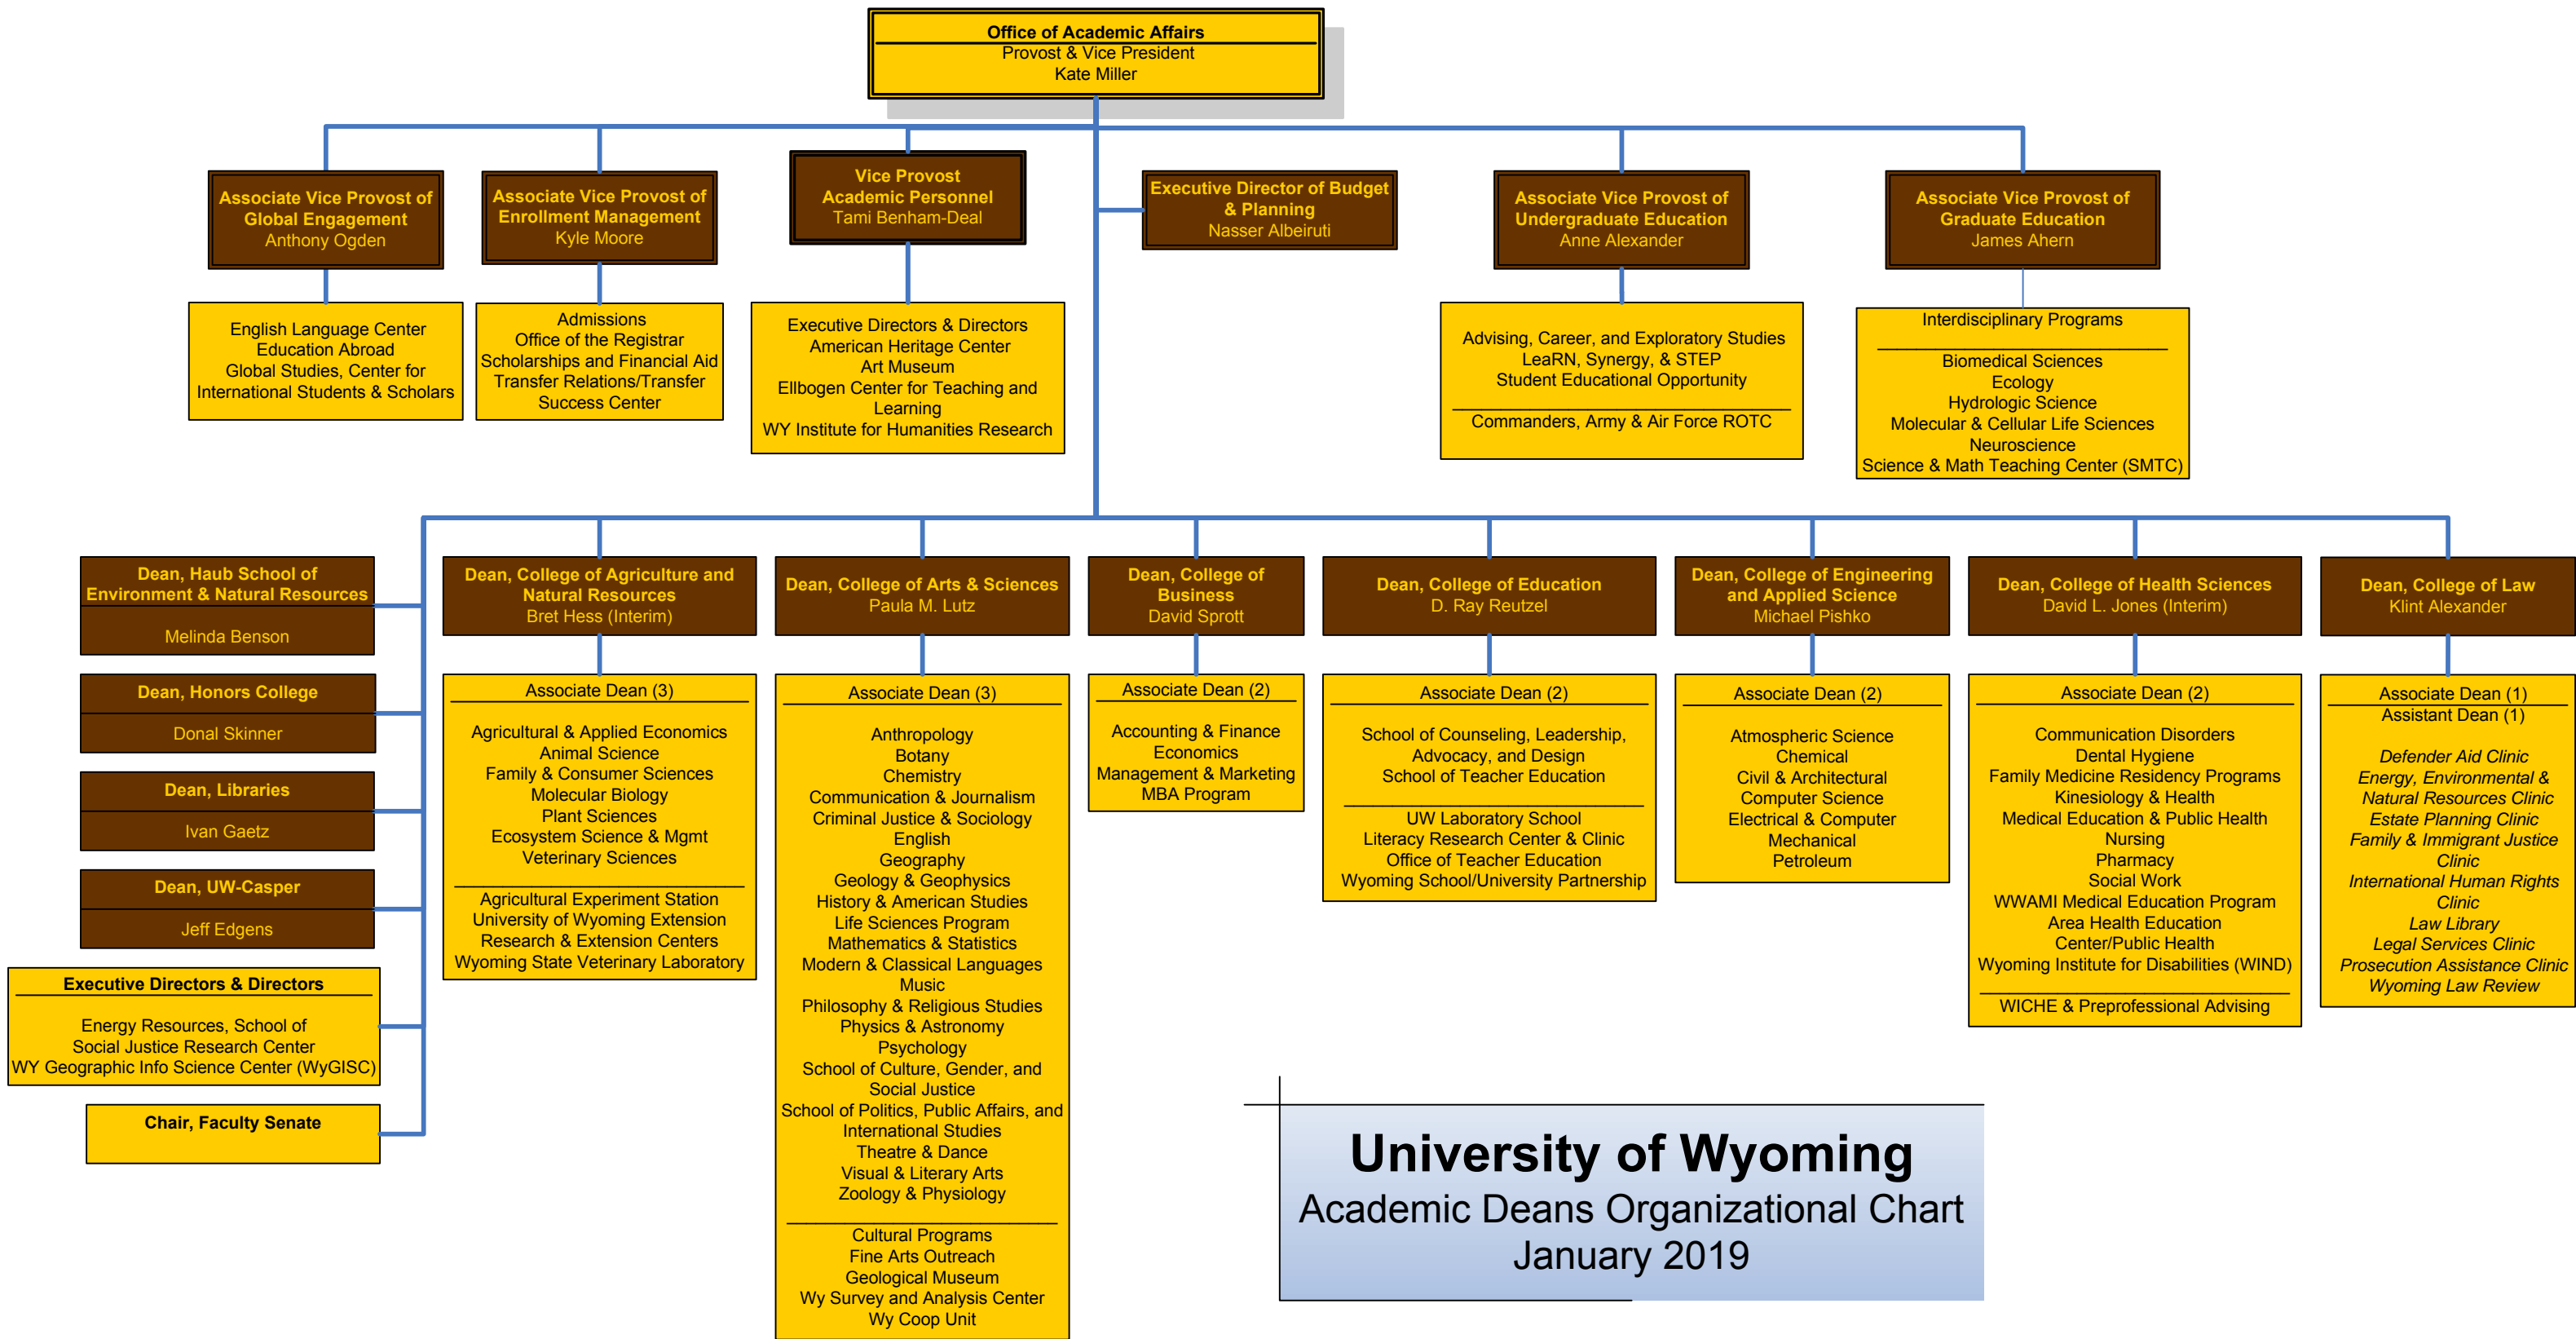 Office of Academic Affairs
Provost & Vice President
Kate Miller
Associate Vice Provost of
Global Engagement
Anthony Ogden
English Language Center
Education Abroad
Global Studies, Center for
International Students & Scholars
Associate Vice Provost of
Enrollment Management
Kyle Moore
Admissions
Office of the Registrar
Scholarships and Financial Aid
Transfer Relations/Transfer
Success Center
Vice Provost
Academic Personnel
Tami Benham-Deal
Executive Directors & Directors
American Heritage Center
Art Museum
Ellbogen Center for Teaching and
Learning
WY Institute for Humanities Research
Executive Director of Budget
& Planning
Nasser Albeiruti
Associate Vice Provost of
Undergraduate Education
Anne Alexander
Advising, Career, and Exploratory Studies
LeaRN, Synergy, & STEP
Student Educational Opportunity
Commanders, Army & Air Force ROTC
Associate Vice Provost of
Graduate Education
James Ahern
Interdisciplinary Programs
Biomedical Sciences
Ecology
Hydrologic Science
Molecular & Cellular Life Sciences
Neuroscience
Science & Math Teaching Center (SMTC)
Dean, Haub School of
Environment & Natural Resources
Melinda Benson
Dean, Honors College
Donal Skinner
Dean, Libraries
Ivan Gaetz
Dean, UW-Casper
Jeff Edgens
Executive Directors & Directors
Energy Resources, School of
Social Justice Research Center
WY Geographic Info Science Center (WyGISC)
Chair, Faculty Senate
Dean, College of Agriculture and
Natural Resources
Bret Hess (Interim)
Associate Dean (3)
Agricultural & Applied Economics
Animal Science
Family & Consumer Sciences
Molecular Biology
Plant Sciences
Ecosystem Science & Mgmt
Veterinary Sciences
Agricultural Experiment Station
University of Wyoming Extension
Research & Extension Centers
Wyoming State Veterinary Laboratory
Dean, College of Arts & Sciences
Paula M. Lutz
Associate Dean (3)
Anthropology
Botany
Chemistry
Communication & Journalism
Criminal Justice & Sociology
English
Geography
Geology & Geophysics
History & American Studies
Life Sciences Program
Mathematics & Statistics
Modern & Classical Languages
Music
Philosophy & Religious Studies
Physics & Astronomy
Psychology
School of Culture, Gender, and
Social Justice
School of Politics, Public Affairs, and
International Studies
Theatre & Dance
Visual & Literary Arts
Zoology & Physiology
Cultural Programs
Fine Arts Outreach
Geological Museum
Wy Survey and Analysis Center
Wy Coop Unit
Dean, College of
Business
David Sprott
Associate Dean (2)
Accounting & Finance
Economics
Management & Marketing
MBA Program
Dean, College of Education
D. Ray Reutzel
Associate Dean (2)
School of Counseling, Leadership,
Advocacy, and Design
School of Teacher Education
UW Laboratory School
Literacy Research Center & Clinic
Office of Teacher Education
Wyoming School/University Partnership
Dean, College of Engineering
and Applied Science
Michael Pishko
Associate Dean (2)
Atmospheric Science
Chemical
Civil & Architectural
Computer Science
Electrical & Computer
Mechanical
Petroleum
Dean, College of Health Sciences
David L. Jones (Interim)
Associate Dean (2)
Communication Disorders
Dental Hygiene
Family Medicine Residency Programs
Kinesiology & Health
Medical Education & Public Health
Nursing
Pharmacy
Social Work
WWAMI Medical Education Program
Area Health Education
Center/Public Health
Wyoming Institute for Disabilities (WIND)
WICHE & Preprofessional Advising
Dean, College of Law
Klint Alexander
Associate Dean (1)
Assistant Dean (1)
Defender Aid Clinic
Energy, Environmental &
Natural Resources Clinic
Estate Planning Clinic
Family & Immigrant Justice
Clinic
International Human Rights
Clinic
Law Library
Legal Services Clinic
Prosecution Assistance Clinic
Wyoming Law Review
University of Wyoming
Academic Deans Organizational Chart
January 2019